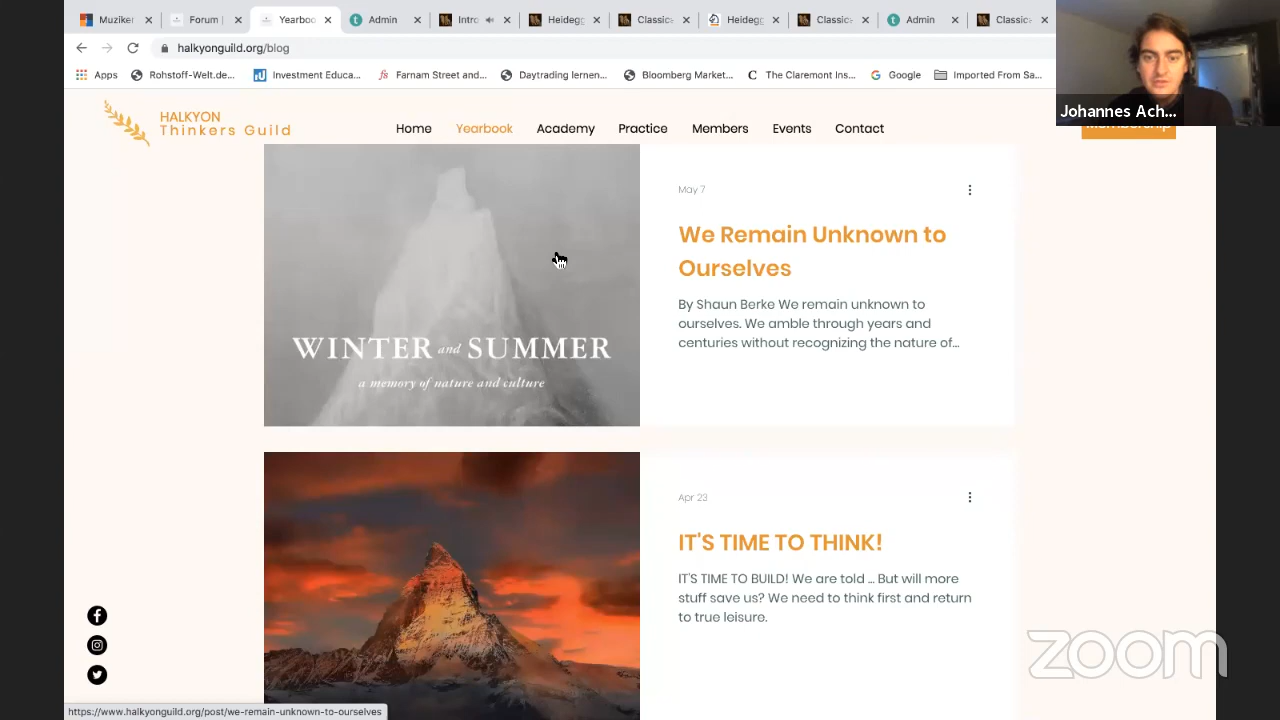 Muziker
Forum |
Yearboo
Admin
Intro
Heidegg
Classica
Heidegg
Classica
Admin
Classica
halkyonguild.org/blog
Apps
Rohstoff-Welt.de...
Investment Educa...
Farnam Street and...
Daytrading lernen...
Bloomberg Market...
The Claremont Ins...
Google
Imported From Sa...
Johannes Ach...
HALKYON
Thinkers Guild
Home
Yearbook
Academy
Practice
Members
Events
Contact
Membership
WINTER and SUMMER
a memory of nature and culture
May 7
We Remain Unknown to
Ourselves
By Shaun Berke We remain unknown to
ourselves. We amble through years and
centuries without recognizing the nature of...
Apr 23
IT'S TIME TO THINK!
IT'S TIME TO BUILD! We are told ... But will more
stuff save us? We need to think first and return
to true leisure.
zoom
https://www.halkyonguild.org/post/we-remain-unknown-to-ourselves